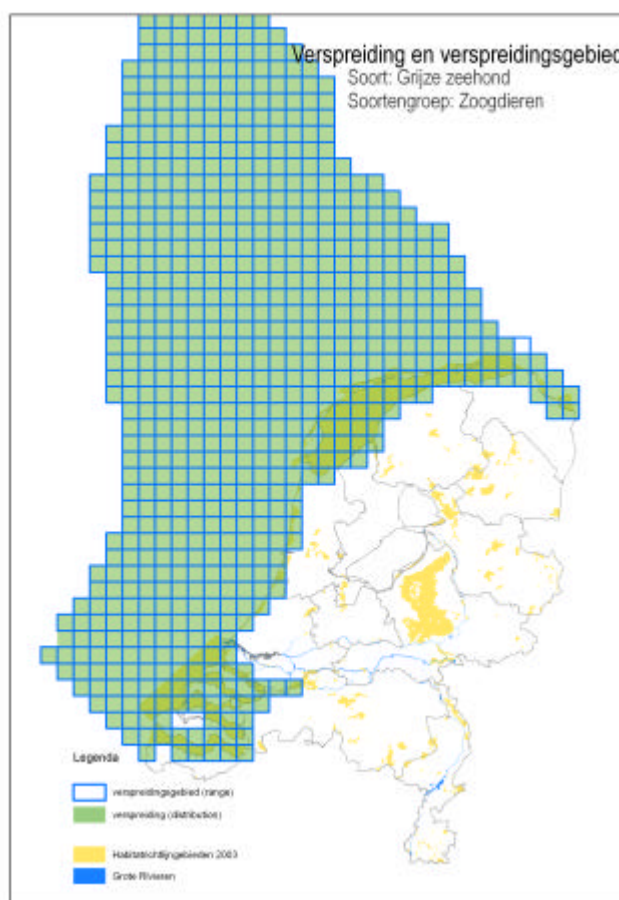 Verspreiding en verspreidingsgebied
Soort: Grijze zeehond
Soortengroep: Zoogdieren
Legenda
verspreidingsgebied (range)
verspreiding (distribution)
Habitatrichtlijngebieden 2003
Grote Rivieren